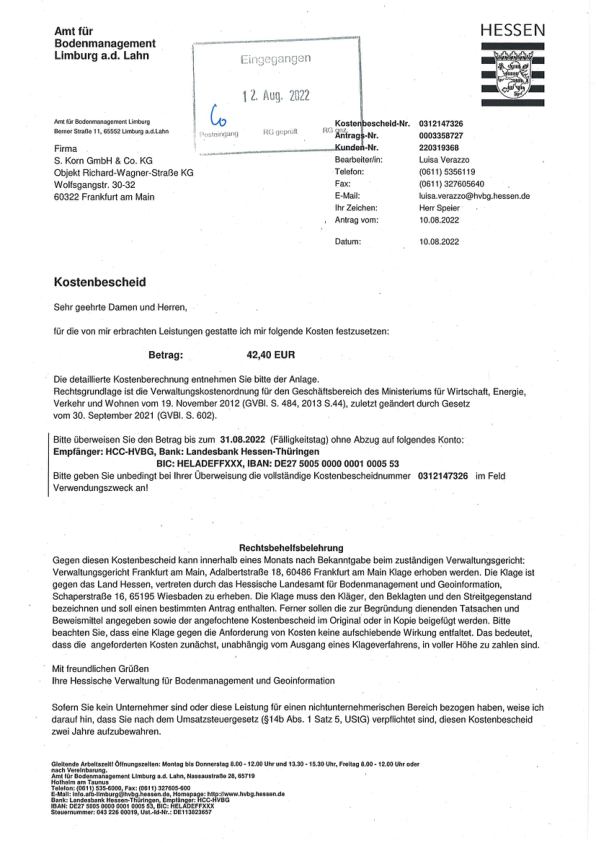 Amt für
Bodenmanagement
Limburg a.d. Lahn
HESSEN
Eingegangen
12. Aug. 2022
Posteingang
RG geprüft
Amt für Bodenmanagement Limburg
Berner Straße 11, 65552 Limburg a.d.Lahn
Firma
S. Korn GmbH & Co. KG
Objekt Richard-Wagner-Straße KG
Wolfsgangstr. 30-32
60322 Frankfurt am Main
Kostenbescheid-Nr. 0312147326
Antrags-Nr. 0003358727
Kunden-Nr. 220319368
Bearbeiter/in: Luisa Verazzo
Telefon: (0611) 5356119
Fax: (0611) 327605640
E-Mail: luisa.verazzo@hvbg.hessen.de
Ihr Zeichen: Herr Speier
Antrag vom: 10.08.2022
Datum: 10.08.2022
Kostenbescheid
Sehr geehrte Damen und Herren,
für die von mir erbrachten Leistungen gestatte ich mir folgende Kosten festzusetzen:
Betrag: 42,40 EUR
Die detaillierte Kostenberechnung entnehmen Sie bitte der Anlage.
Rechtsgrundlage ist die Verwaltungskostenordnung für den Geschäftsbereich des Ministeriums für Wirtschaft, Energie,
Verkehr und Wohnen vom 19. November 2012 (GVBl. S. 484, 2013 S.44), zuletzt geändert durch Gesetz
vom 30. September 2021 (GVBl. S. 602).
Bitte überweisen Sie den Betrag bis zum 31.08.2022 (Fälligkeitstag) ohne Abzug auf folgendes Konto:
Empfänger: HCC-HVBG, Bank: Landesbank Hessen-Thüringen
BIC: HELADEFFXXX, IBAN: DE27 5005 0000 0001 0005 53
Bitte geben Sie unbedingt bei Ihrer Überweisung die vollständige Kostenbescheidnummer 0312147326 im Feld
Verwendungszweck an!
Rechtsbehelfsbelehrung
Gegen diesen Kostenbescheid kann innerhalb eines Monats nach Bekanntgabe beim zuständigen Verwaltungsgericht:
Verwaltungsgericht Frankfurt am Main, Adalbertstraße 18, 60486 Frankfurt am Main Klage erhoben werden. Die Klage ist
gegen das Land Hessen, vertreten durch das Hessische Landesamt für Bodenmanagement und Geoinformation,
Schaperstraße 16, 65195 Wiesbaden zu erheben. Die Klage muss den Kläger, den Beklagten und den Streitgegenstand
bezeichnen und soll einen bestimmten Antrag enthalten. Ferner sollen die zur Begründung dienenden Tatsachen und
Beweismittel angegeben sowie der angefochtene Kostenbescheid im Original oder in Kopie beigefügt werden. Bitte
beachten Sie, dass eine Klage gegen die Anforderung von Kosten keine aufschiebende Wirkung entfaltet. Das bedeutet,
dass die angeforderten Kosten zunächst, unabhängig vom Ausgang eines Klageverfahrens, in voller Höhe zu zahlen sind.
Mit freundlichen Grüßen
Ihre Hessische Verwaltung für Bodenmanagement und Geoinformation
Sofern Sie kein Unternehmer sind oder diese Leistung für einen nichtunternehmerischen Bereich bezogen haben, weise ich
darauf hin, dass Sie nach dem Umsatzsteuergesetz (§14b Abs. 1 Satz 5, UStG) verpflichtet sind, diesen Kostenbescheid
zwei Jahre aufzubewahren.
Gleitende Arbeitszeit! Öffnungszeiten: Montag bis Donnerstag 8.00 - 12.00 Uhr und 13.30 - 15.30 Uhr, Freitag 8.00 - 12.00 Uhr oder
nach Vereinbarung.
Amt für Bodenmanagement Limburg a.d. Lahn, Nassaustraße 28, 65719
Hofheim am Taunus
Telefon: (0611) 535-6000, Fax: (0611) 327605-600
E-Mail: info.afb-limburg@hvbg.hessen.de, Homepage: http://www.hvbg.hessen.de
Bank: Landesbank Hessen-Thüringen, Empfänger: HCC-HVBG
IBAN: DE27 5005 0000 0001 0005 53, BIC: HELADEFFXXX
Steuernummer: 043 226 00019, Ust.-Id-Nr.: DE113823657